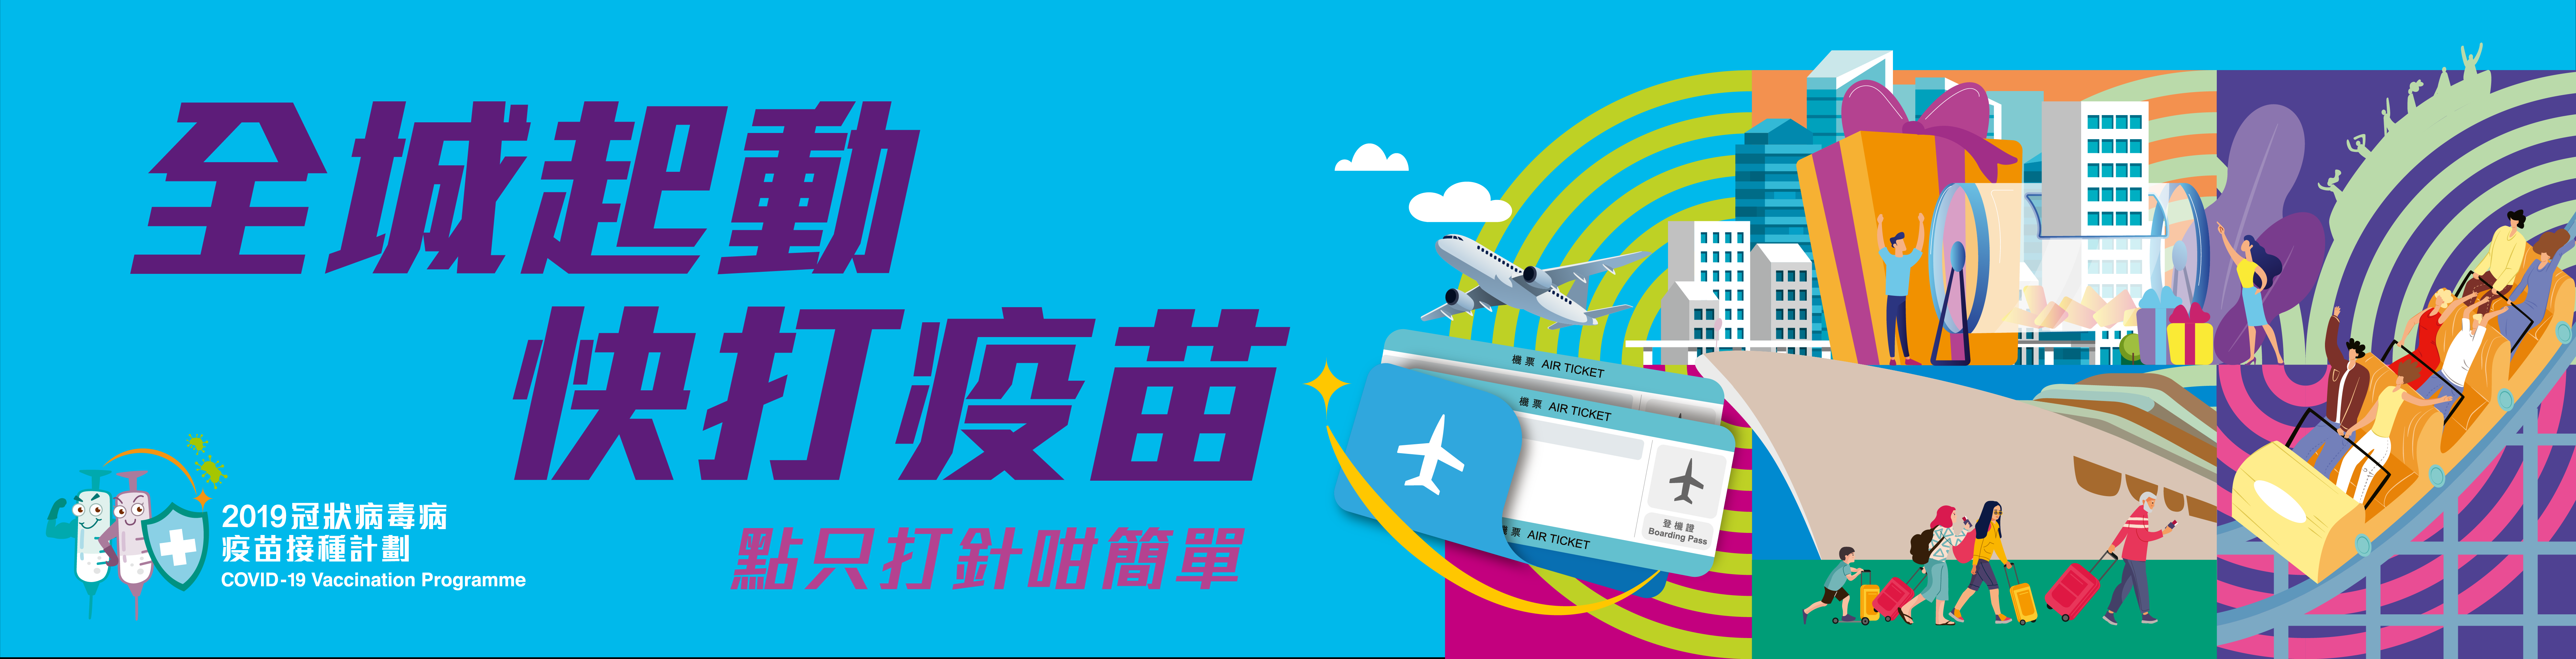 全城起動
快打疫苗
點只打針咁簡單
2019冠狀病毒病
疫苗接種計劃
COVID-19 Vaccination Programme
機票 AIR TICKET
機票 AIR TICKET
登機證
Boarding Pass
機票 AIR TICKET